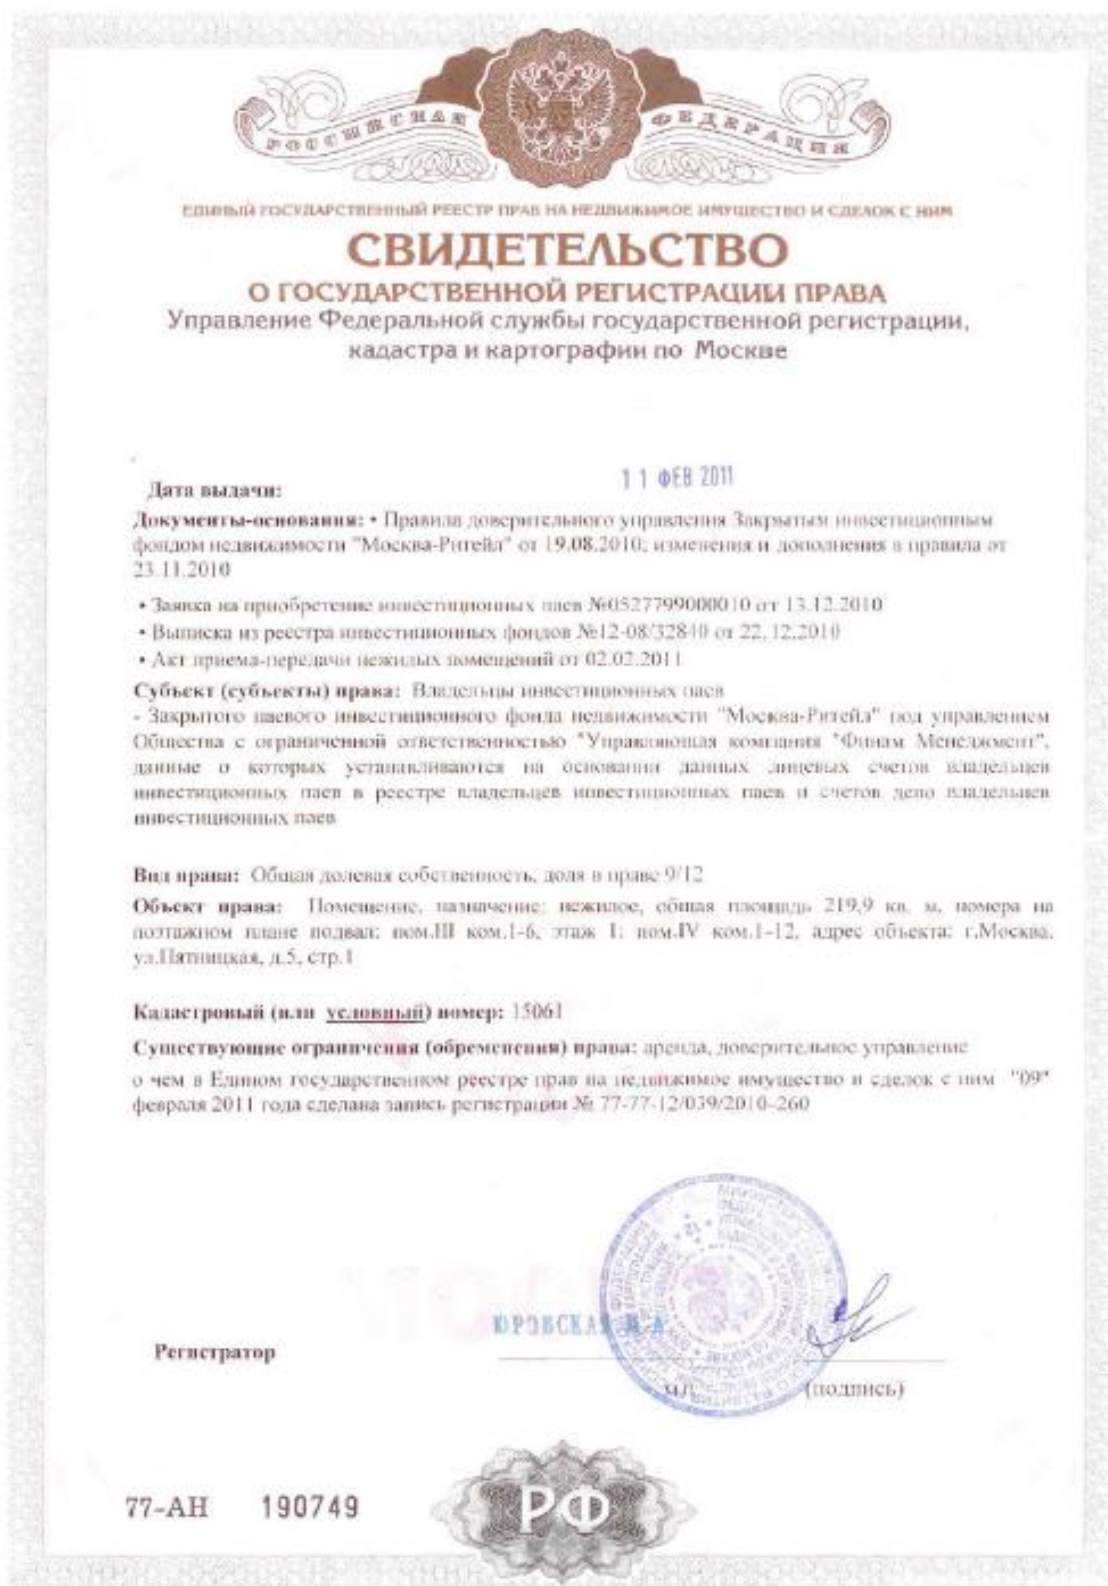 РОССИЙСКАЯ ФЕДЕРАЦИЯ
ЕДИНЫЙ ГОСУДАРСТВЕННЫЙ РЕЕСТР ПРАВ НА НЕДВИЖИМОЕ ИМУЩЕСТВО И СДЕЛОК С НИМ
СВИДЕТЕЛЬСТВО
О ГОСУДАРСТВЕННОЙ РЕГИСТРАЦИИ ПРАВА
Управление Федеральной службы государственной регистрации,
кадастра и картографии по Москве
Дата выдачи: 11 ФЕВ 2011
Документы-основания: • Правила доверительного управления Закрытым инвестиционным
фондом недвижимости "Москва-Ритейл" от 19.08.2010; изменения и дополнения в правила от
23.11.2010
• Заявка на приобретение инвестиционных паев №0527799000010 от 13.12.2010
• Выписка из реестра инвестиционных фондов №12-08/32840 от 22.12.2010
• Акт приема-передачи нежилых помещений от 02.02.2011
Субъект (субъекты) права: Владельцы инвестиционных паев
- Закрытого паевого инвестиционного фонда недвижимости "Москва-Ритейл" под управлением
Общества с ограниченной ответственностью "Управляющая компания "Финам Менеджмент",
данные о которых устанавливаются на основании данных лицевых счетов владельцев
инвестиционных паев в реестре владельцев инвестиционных паев и счетов депо владельцев
инвестиционных паев
Вид права: Общая долевая собственность, доля в праве 9/12
Объект права: Помещение, назначение: нежилое, общая площадь 219,9 кв. м, номера на
поэтажном плане подвал: пом.III ком.1-6, этаж 1: пом.IV ком.1-12, адрес объекта: г.Москва,
ул.Пятницкая, д.5, стр.1
Кадастровый (или условный) номер: 15061
Существующие ограничения (обременения) права: аренда, доверительное управление
о чем в Едином государственном реестре прав на недвижимое имущество и сделок с ним "09"
февраля 2011 года сделана запись регистрации № 77-77-12/039/2010-260
ЮРОВСКАЯ
Регистратор
м.п. (подпись)
77-АН 190749
РФ